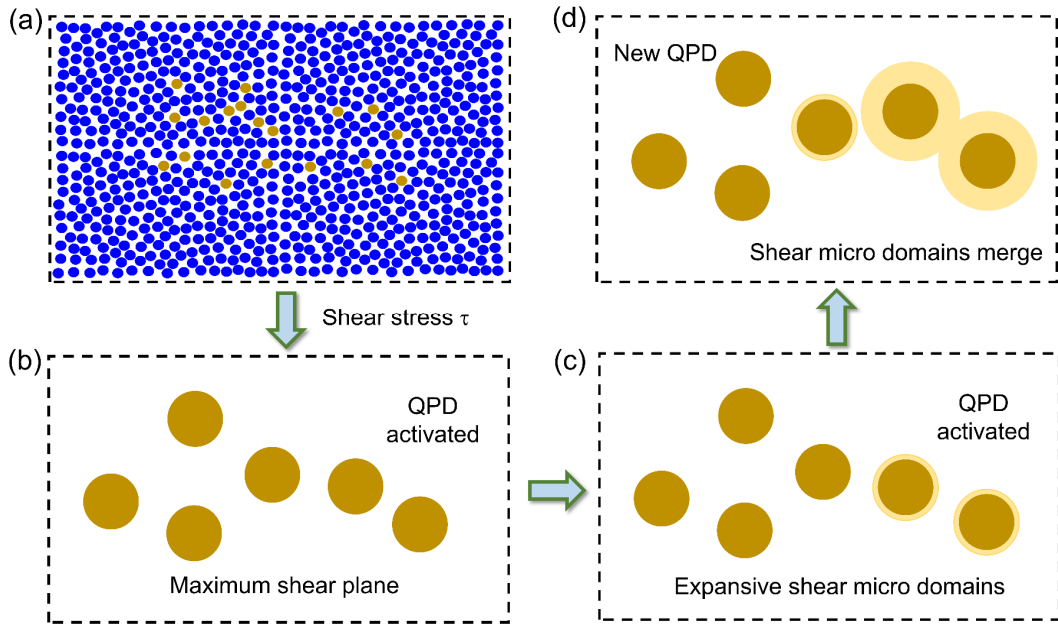 (a)
Shear stress τ
(b)
QPD
activated
Maximum shear plane
(c)
QPD
activated
Expansive shear micro domains
(d)
New QPD
Shear micro domains merge